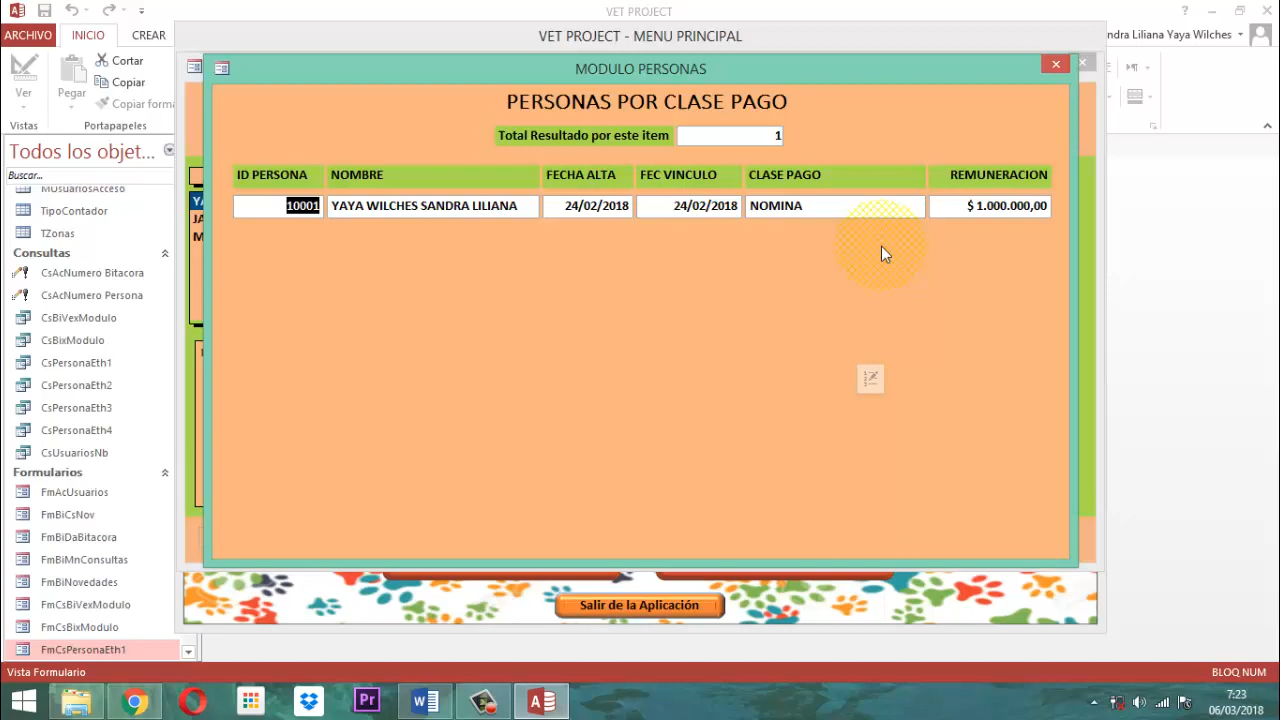 VET PROJECT
ARCHIVO INICIO CREAR
ndra Liliana Yaya Wilches
Ver
Pegar
Cortar
Copiar
Copiar forma
Vistas
Portapapeles
VET PROJECT - MENU PRINCIPAL
MODULO PERSONAS
PERSONAS POR CLASE PAGO
Total Resultado por este item 1
ID PERSONA NOMBRE FECHA ALTA FEC VINCULO CLASE PAGO REMUNERACION
10001 YAYA WILCHES SANDRA LILIANA 24/02/2018 24/02/2018 NOMINA $ 1.000.000,00
Todos los objet...
Buscar...
MUsuariosAcceso
TipoContador
TZonas
Consultas
CsAcNumero Bitacora
CsAcNumero Persona
CsBiVexModulo
CsBixModulo
CsPersonaEth1
CsPersonaEth2
CsPersonaEth3
CsPersonaEth4
CsUsuariosNb
Formularios
FmAcUsuarios
FmBiCsNov
FmBiDaBitacora
FmBiMnConsultas
FmBiNovedades
FmCsBiVexModulo
FmCsBixModulo
FmCsPersonaEth1
YA
JA
M
Salir de la Aplicación
Vista Formulario
BLOQ NUM
Pr
7:23
06/03/2018